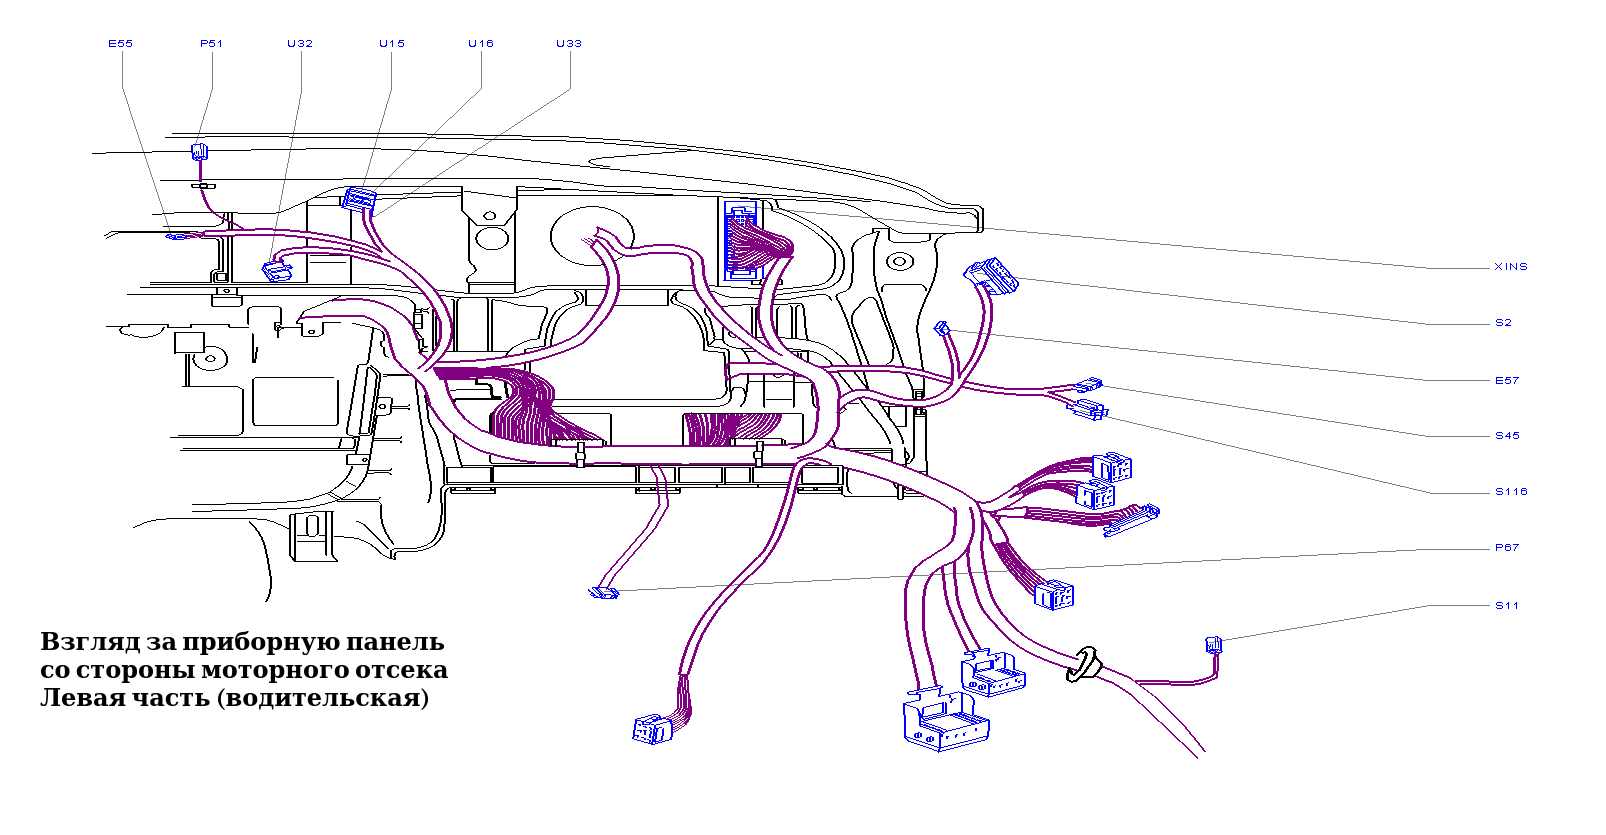 E55 P51 U32 U15 U16 U33
XINS
S2
E57
S45
S116
P67
S11
Взгляд за приборную панель
со стороны моторного отсека
Левая часть (водительская)